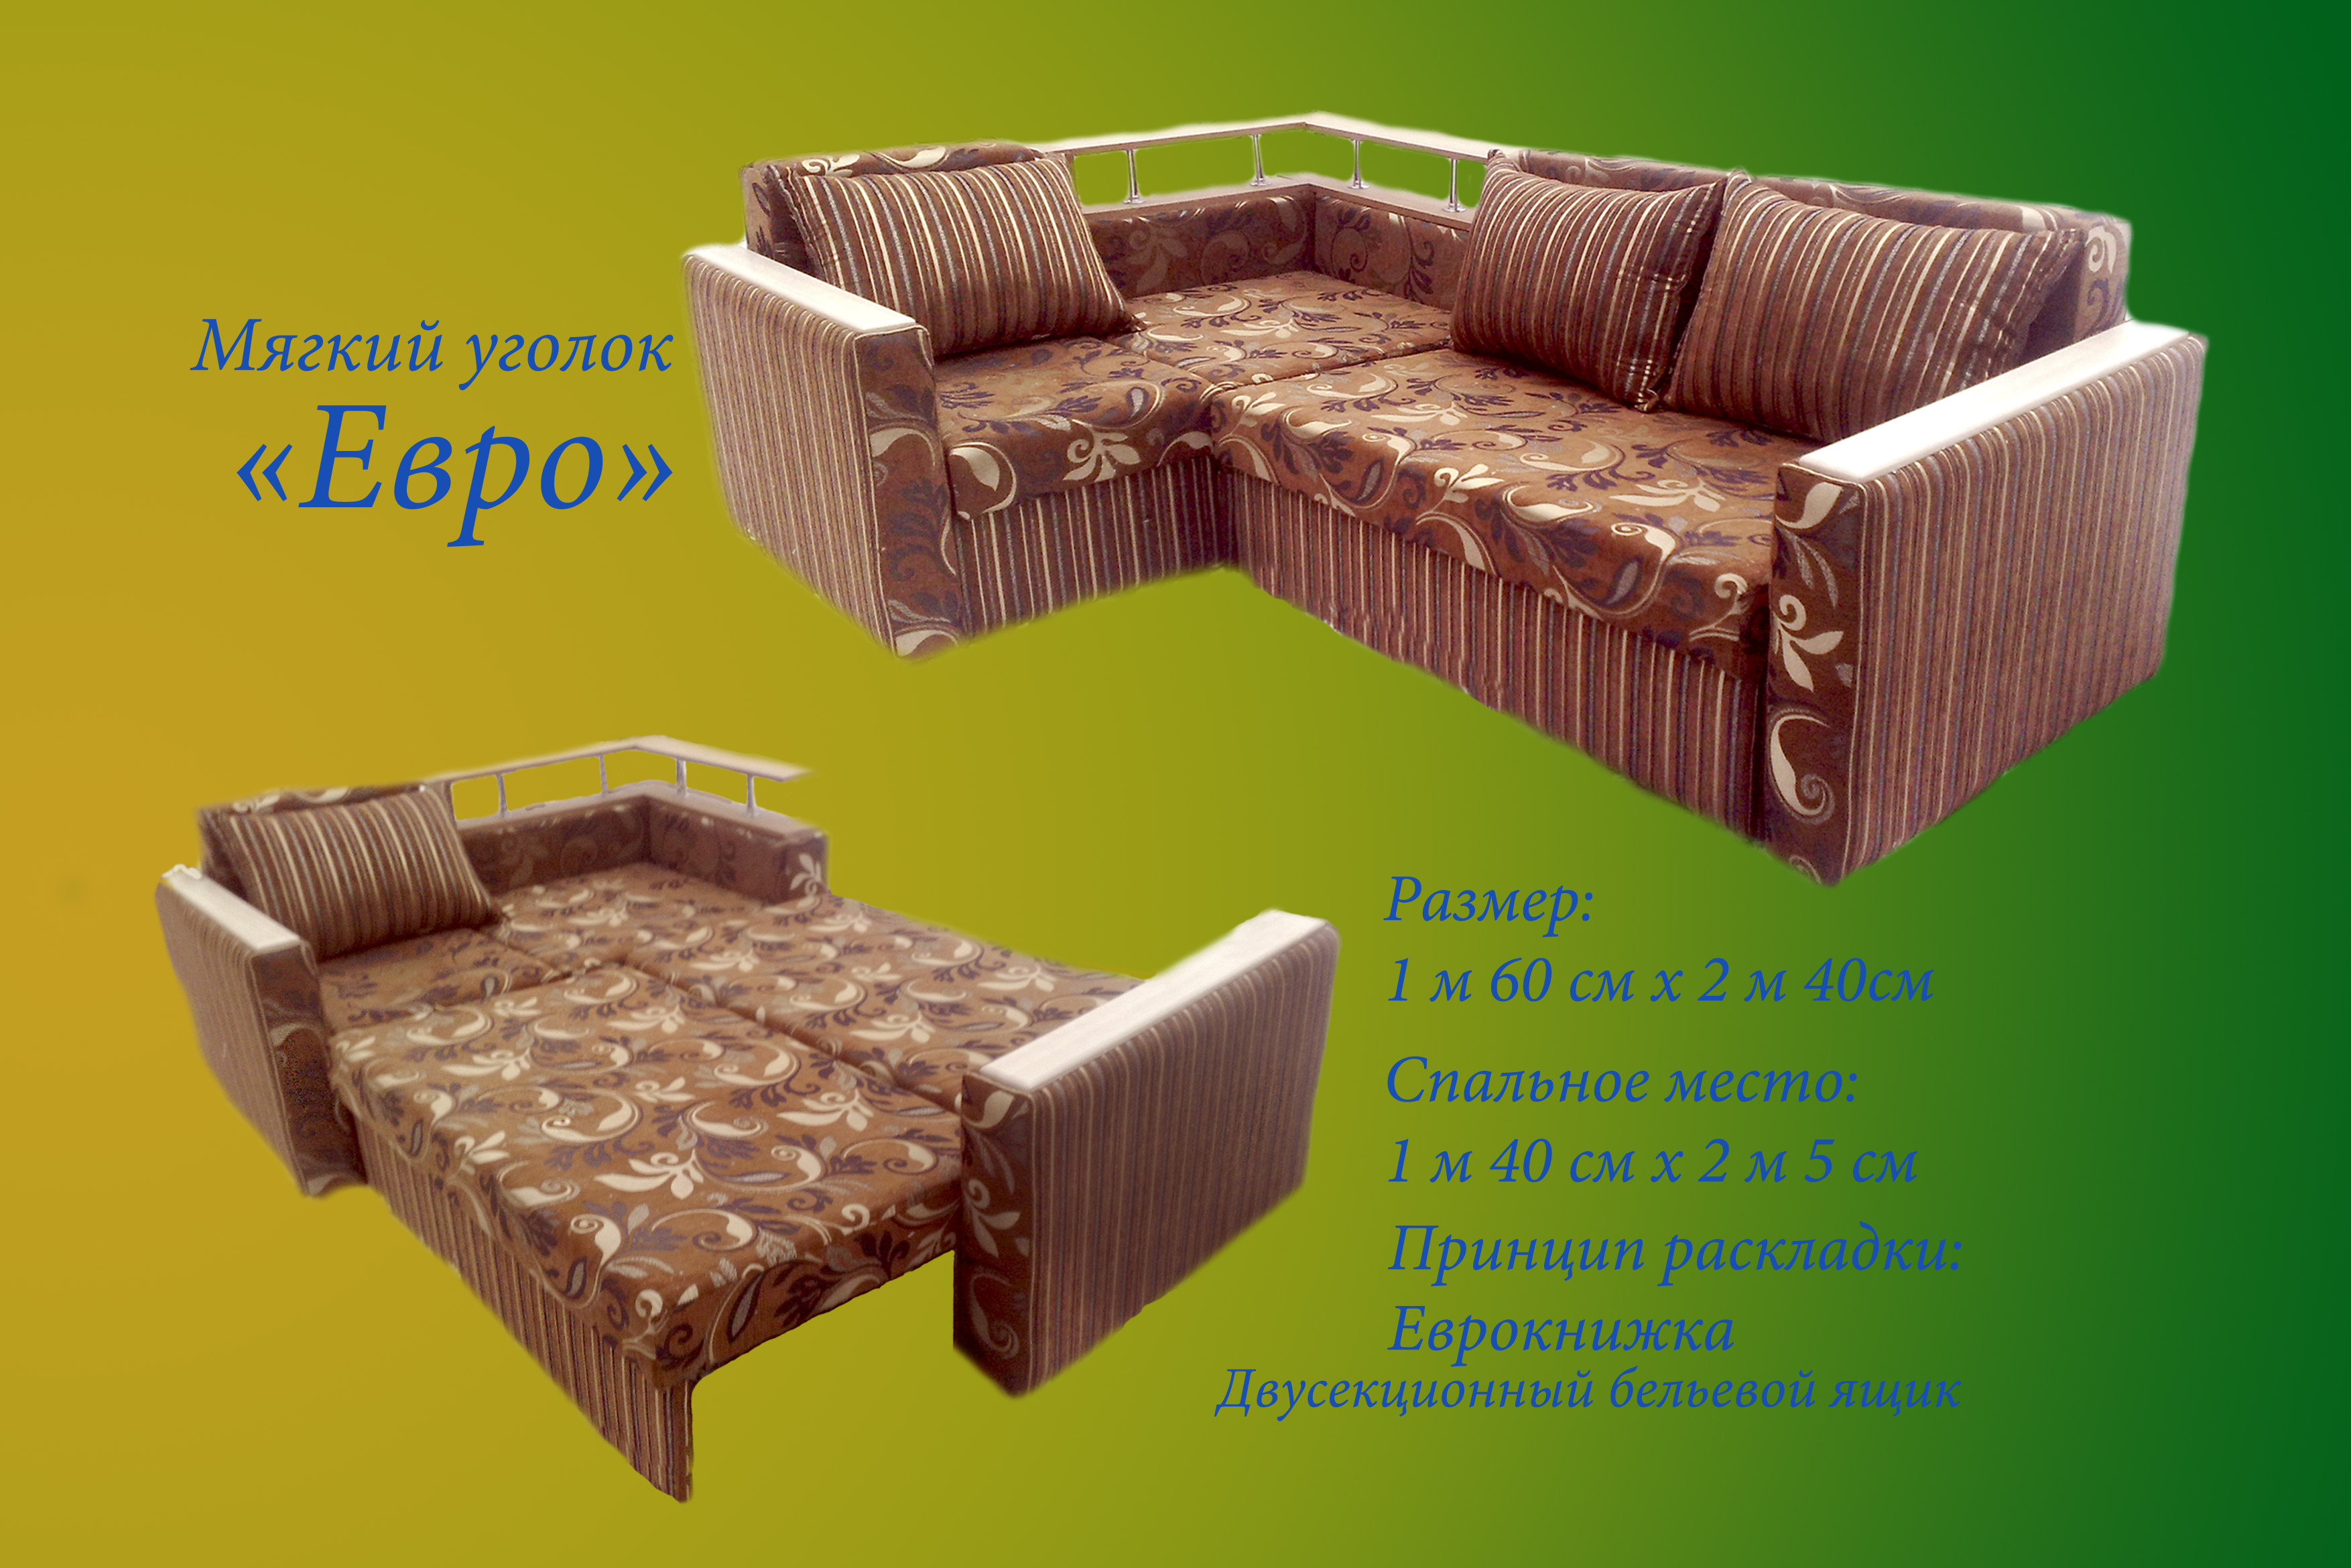 Мягкий уголок
«Евро»
Размер:
1 м 60 см х 2 м 40см
Спальное место:
1 м 40 см х 2 м 5 см
Принцип раскладки:
Еврокнижка
Двусекционный бельевой ящик